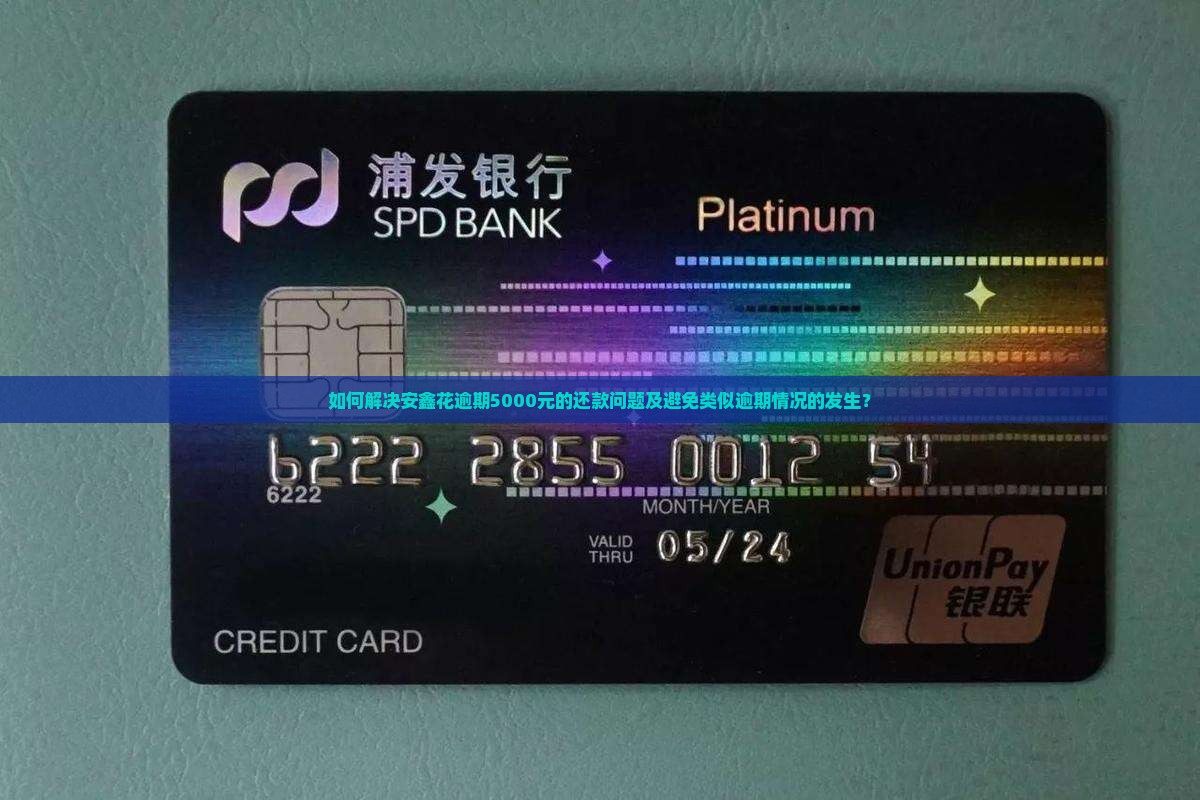 浦发银行
SPD BANK
Platinum
如何解决安鑫花逾期5000元的还款问题及避免类似逾期情况的发生?
6222 2855 0012 54
6222
MONTH/YEAR
VALID THRU 05/24
UnionPay
银联
CREDIT CARD